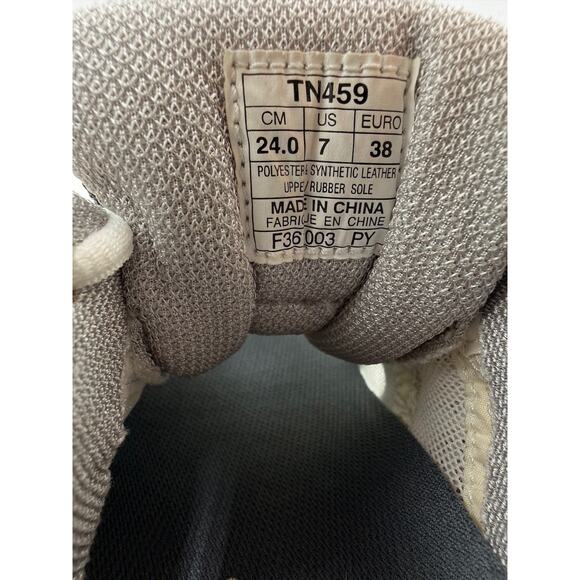 TN459
CM US EURO
24.0 7 38
POLYESTER& SYNTHETIC LEATHER
UPPER/RUBBER SOLE
MADE IN CHINA
FABRIQUE EN CHINE
F36003 PY